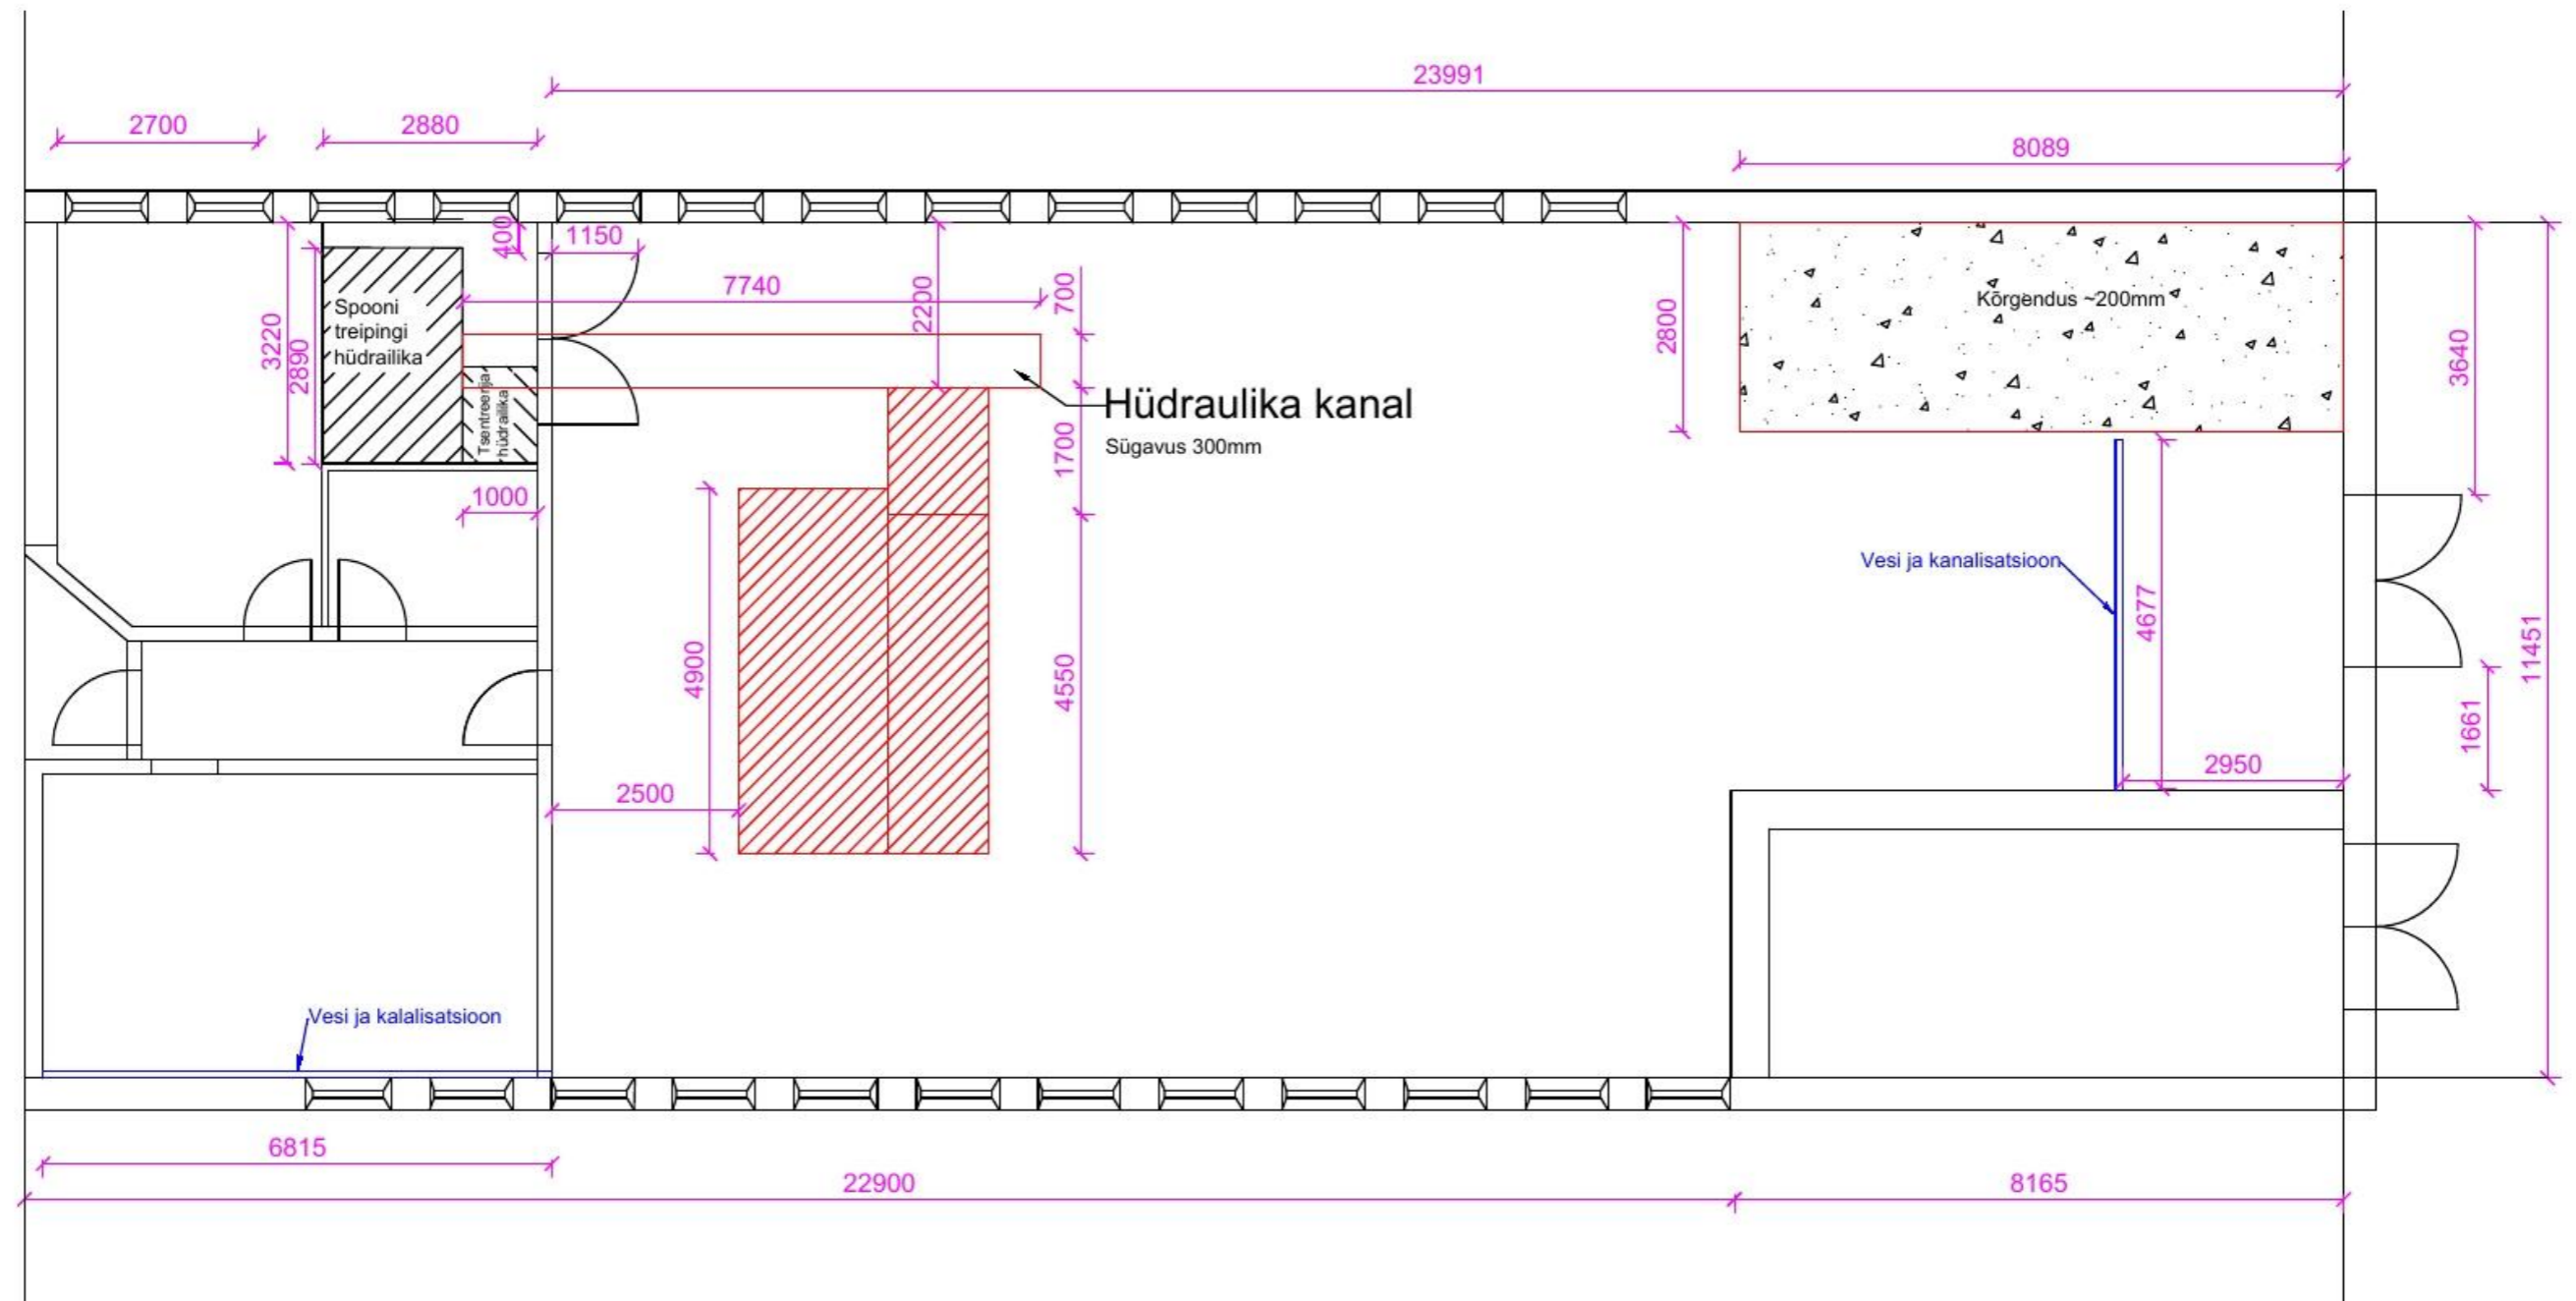 23991
2700
2880
8089
400
1150
7740
2200
700
2800
3640
3220
2890
Spooni
treipingi
hüdrailika
Tsentreerija
hüdrailika
Kõrgendus ~200mm
Hüdraulika kanal
Sügavus 300mm
1700
1000
Vesi ja kanalisatsioon
4677
11451
4900
4550
1661
2950
2500
Vesi ja kalalisatsioon
6815
22900
8165